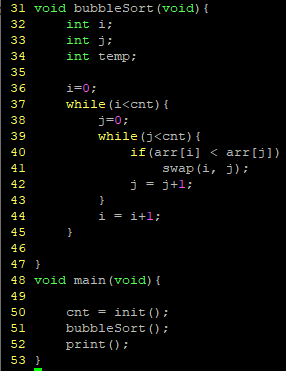 31 void bubbleSort(void){
32     int i;
33     int j;
34     int temp;
35
36     i=0;
37     while(i<cnt){
38         j=0;
39         while(j<cnt){
40             if(arr[i] < arr[j])
41                 swap(i, j);
42             j = j+1;
43         }
44         i = i+1;
45     }
46
47 }
48 void main(void){
49
50     cnt = init();
51     bubbleSort();
52     print();
53 }